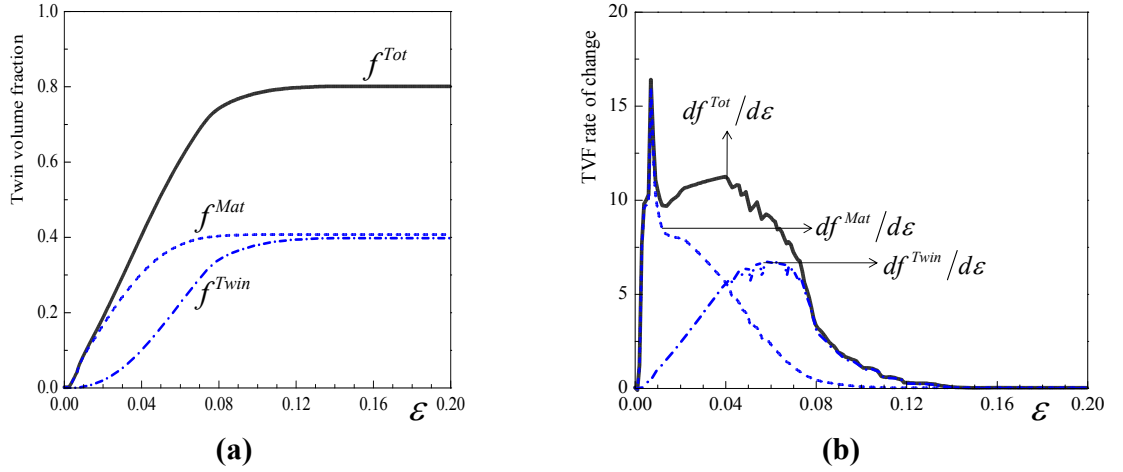 Twin volume fraction
1.0
0.8
0.6
0.4
0.2
0.0
f^Tot
f^Mat
f^Twin
0.00 0.04 0.08 0.12 0.16 0.20
ε
(a)
TVF rate of change
20
15
10
5
0
df^Tot/dε
df^Mat/dε
df^Twin/dε
0.00 0.04 0.08 0.12 0.16 0.20
ε
(b)